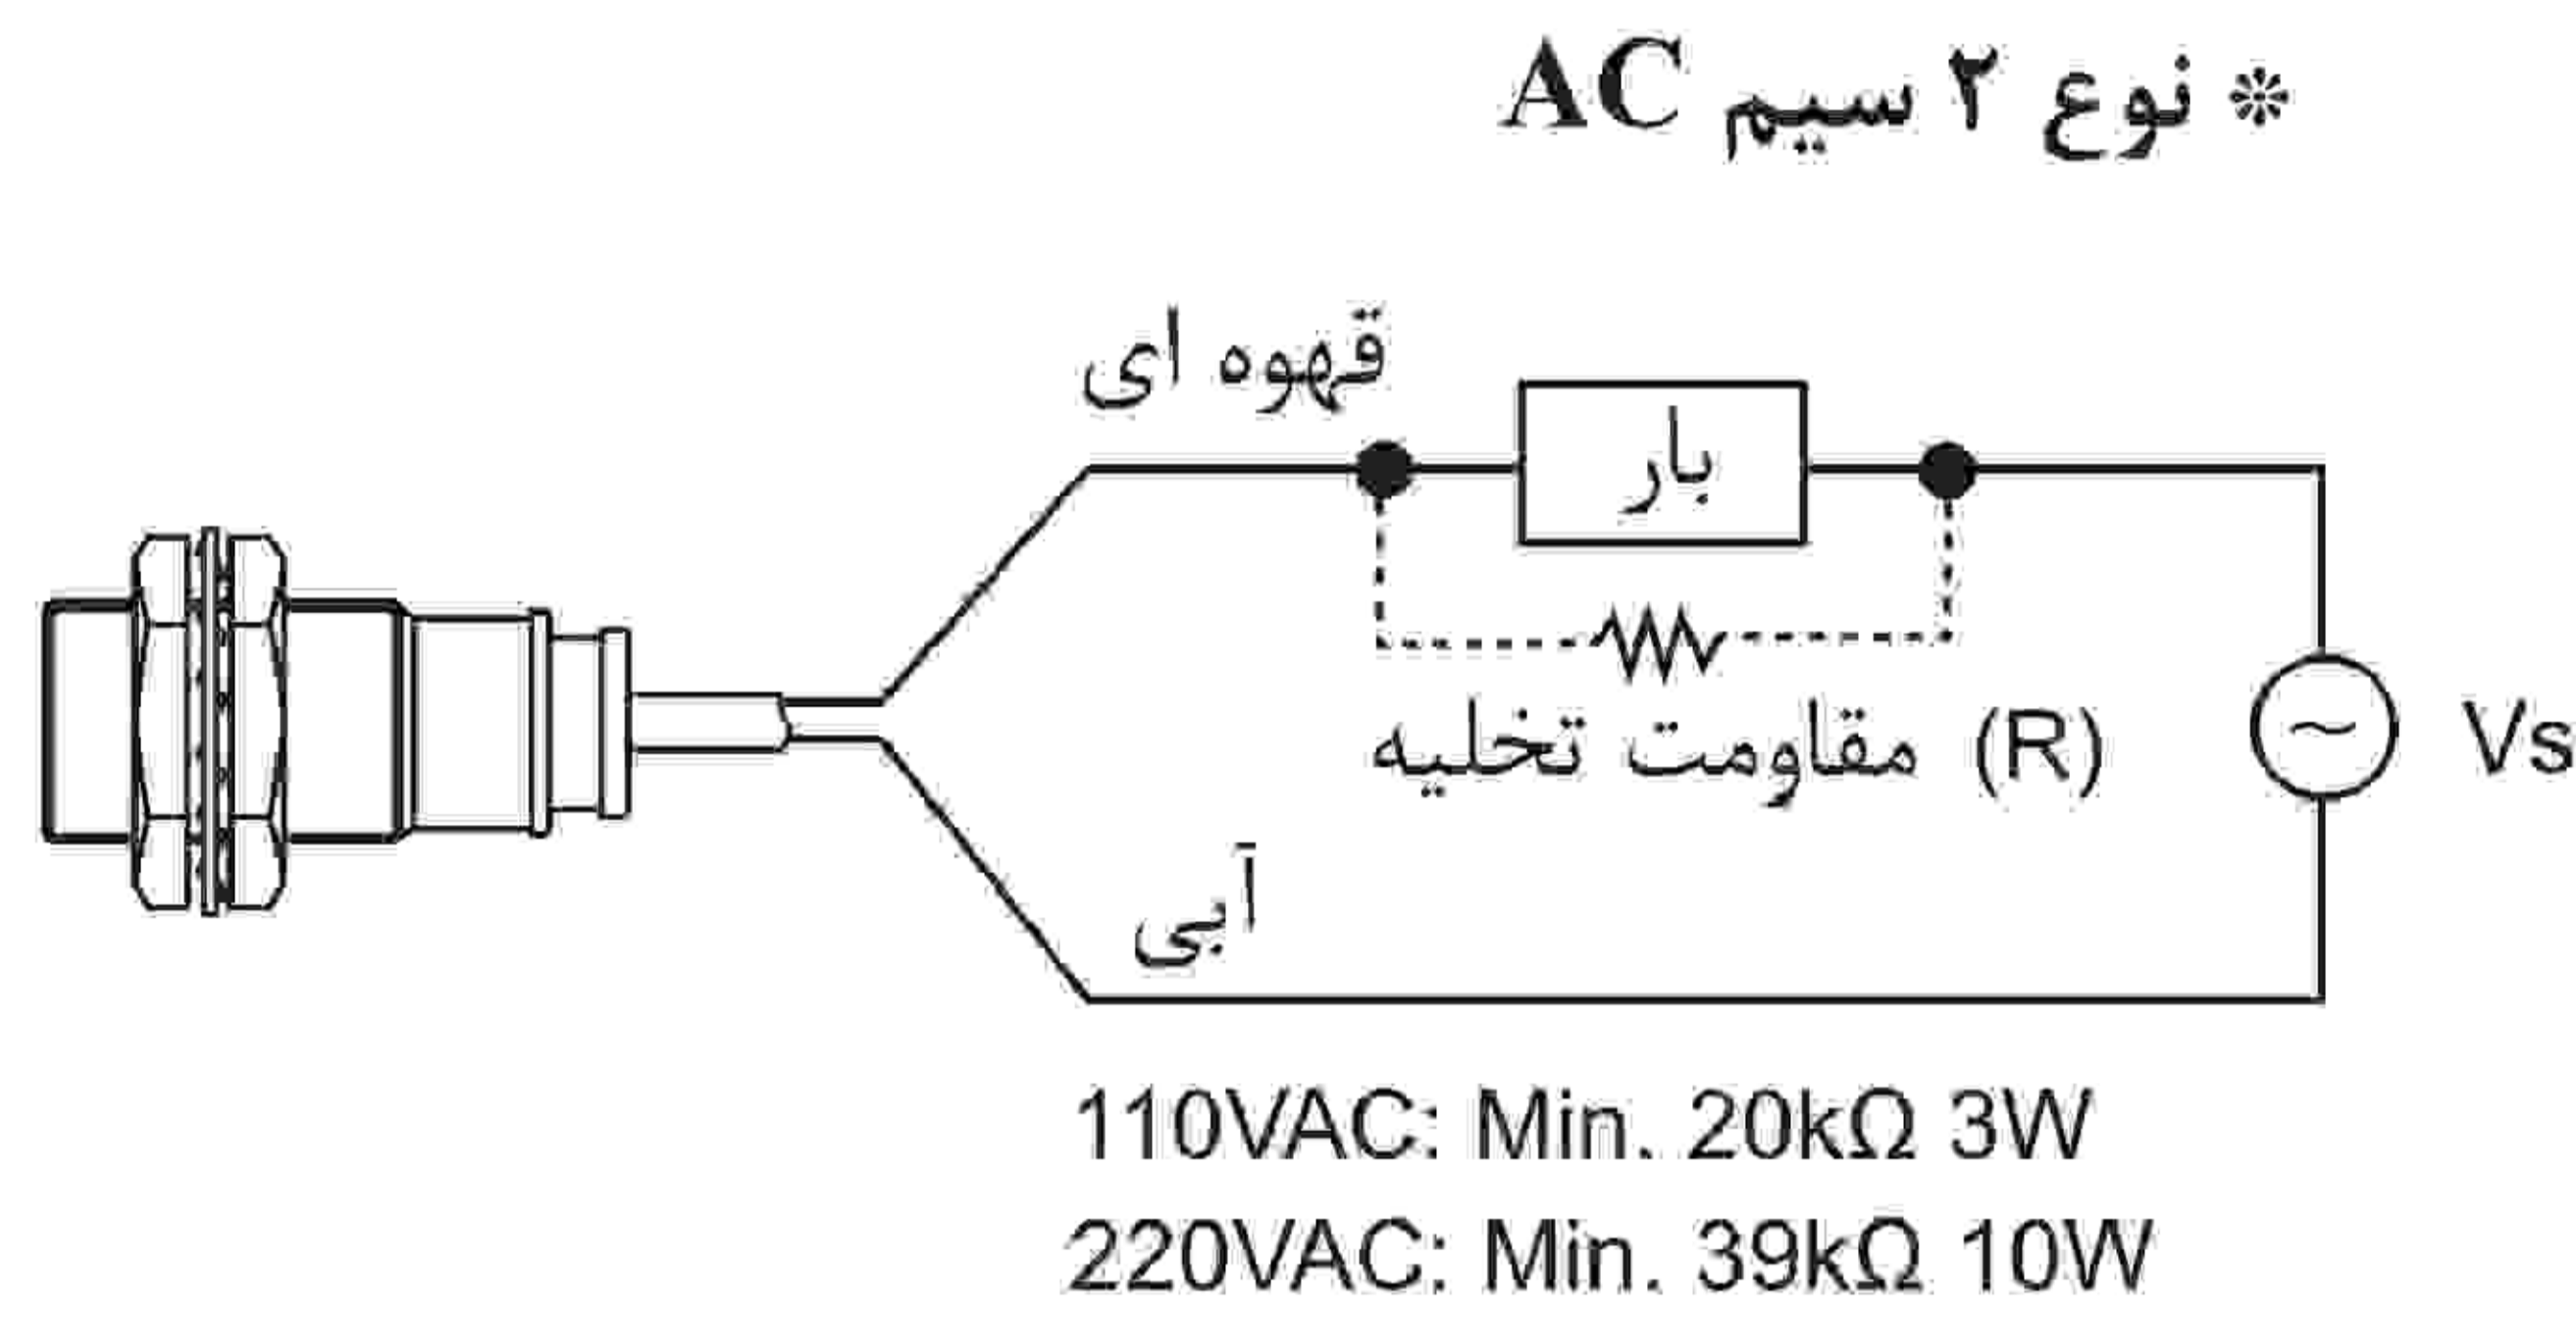 * نوع ۲ سیم AC
قهوه ای
بار
مقاومت تخلیه (R)
Vs
آبی
110VAC: Min. 20kΩ 3W
220VAC: Min. 39kΩ 10W